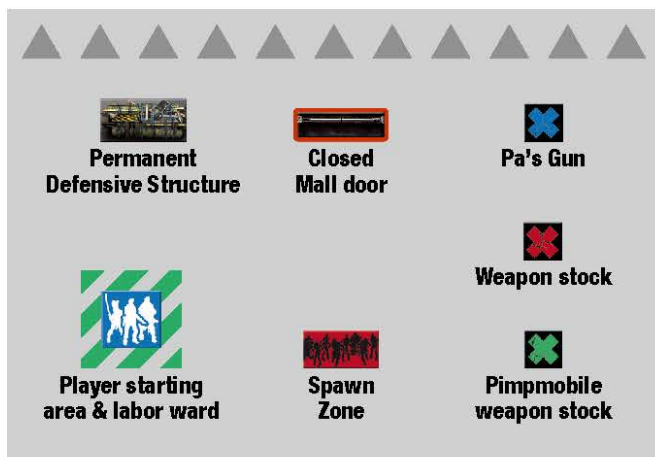 Permanent
Defensive Structure
Closed
Mall door
Pa's Gun
Weapon stock
Player starting
area & labor ward
Spawn
Zone
Pimpmobile
weapon stock